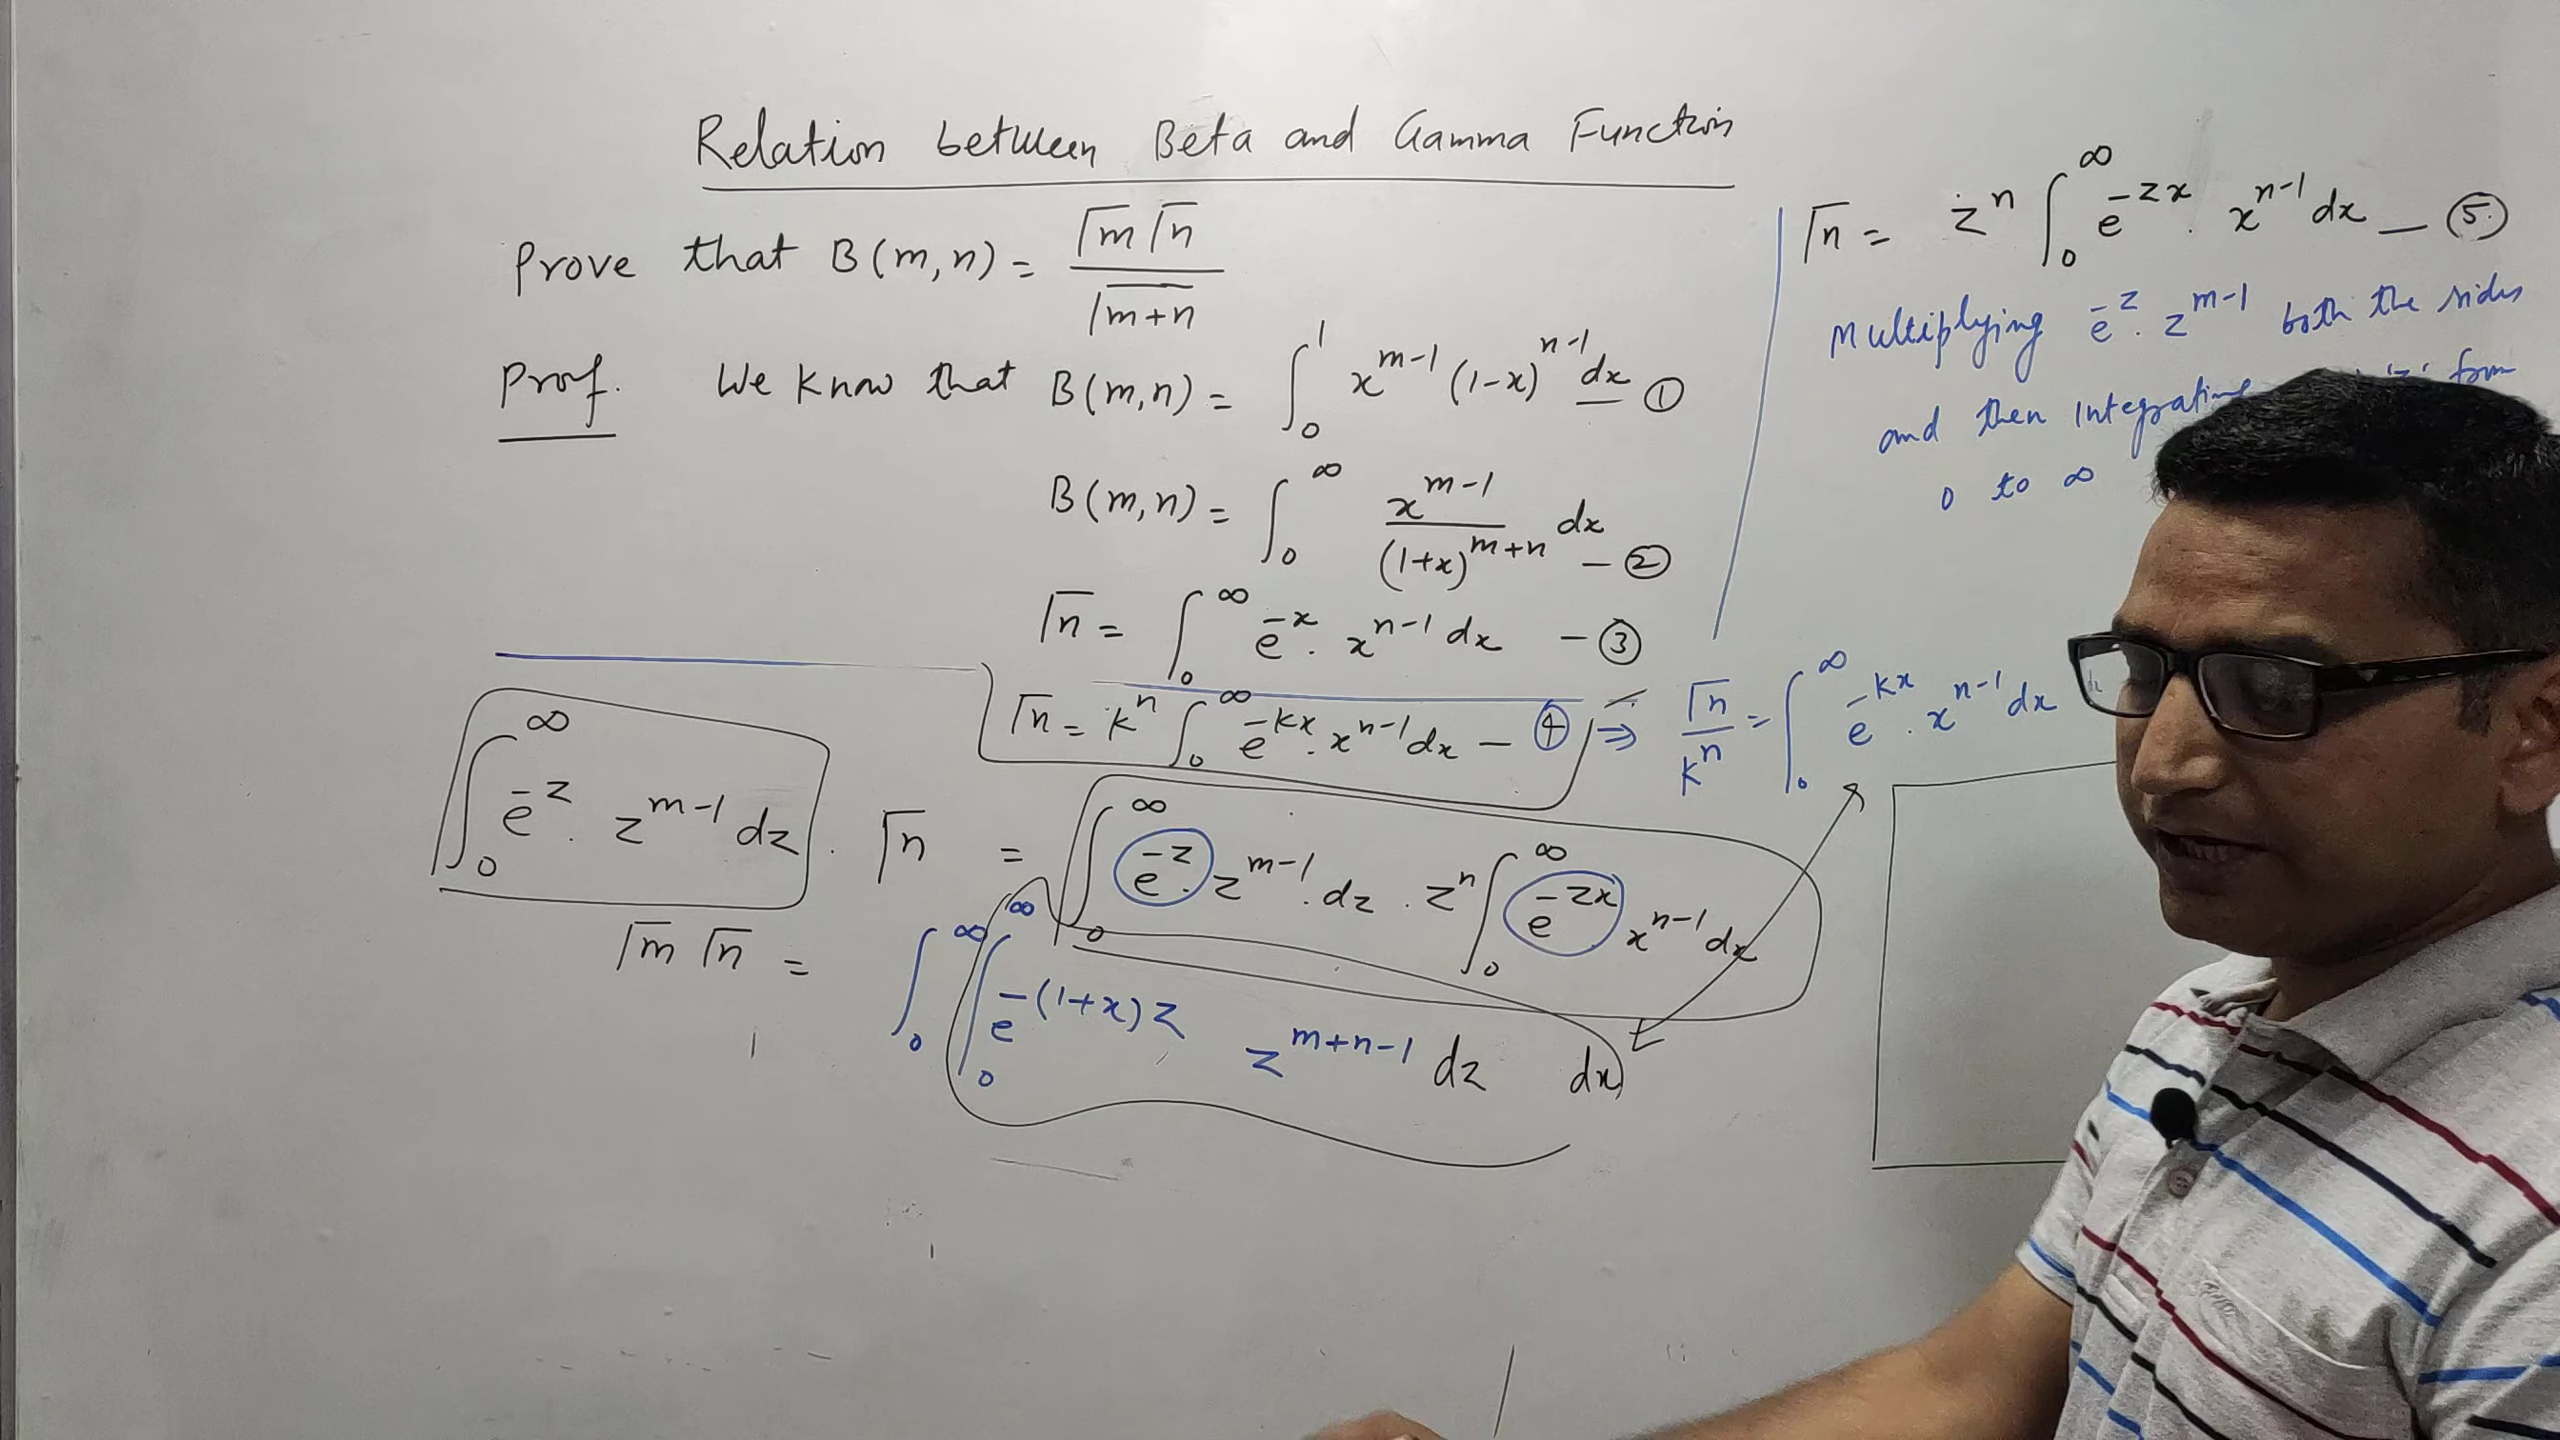 Relation between Beta and Gamma Function
Prove that B(m,n) = Γm Γn / Γm+n
Prof. We know that B(m,n) = ∫₀¹ x^{m-1} (1-x)^{n-1} dx — ①
B(m,n) = ∫₀^∞ x^{m-1} / (1+x)^{m+n} dx — ②
Γn = ∫₀^∞ e^{-x} . x^{n-1} dx — ③
Γn = k^n ∫₀^∞ e^{-kx} . x^{n-1} dx — ④ ⇒ Γn / k^n = ∫₀^∞ e^{-kx} . x^{n-1} dx
∫₀^∞ e^{-z} . z^{m-1} dz . Γn = ∫₀^∞ e^{-z} . z^{m-1} . dz . z^n ∫₀^∞ e^{-zx} x^{n-1} dx
Γm Γn = ∫₀^∞ ∫₀^∞ e^{-(1+x)z} z^{m+n-1} dz dx
Γn = z^n ∫₀^∞ e^{-zx} . x^{n-1} dx — ⑤
Multiplying e^{-z} . z^{m-1} both the sides
and then Integrating 'z' from
0 to ∞